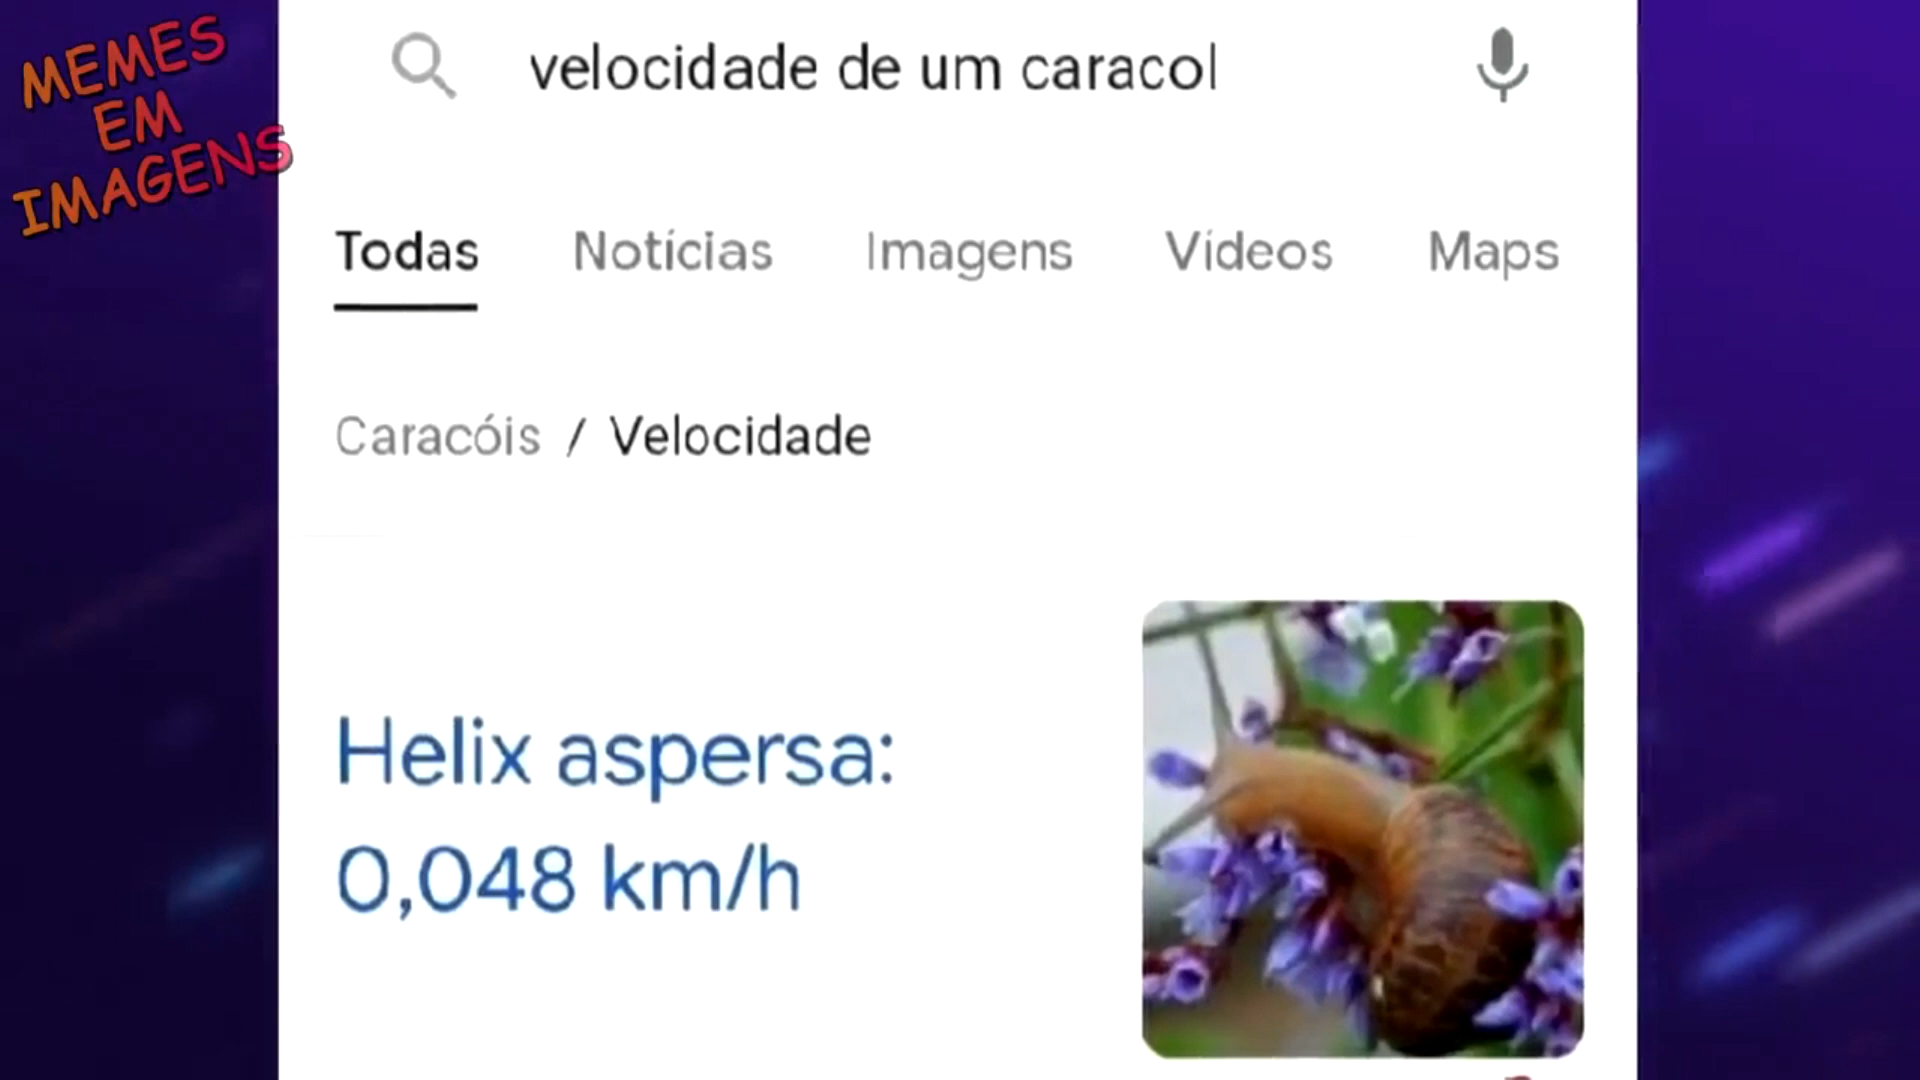 MEMES
EM
IMAGENS
velocidade de um caracol
Todas Notícias Imagens Vídeos Maps
Caracóis / Velocidade
Helix aspersa:
0,048 km/h